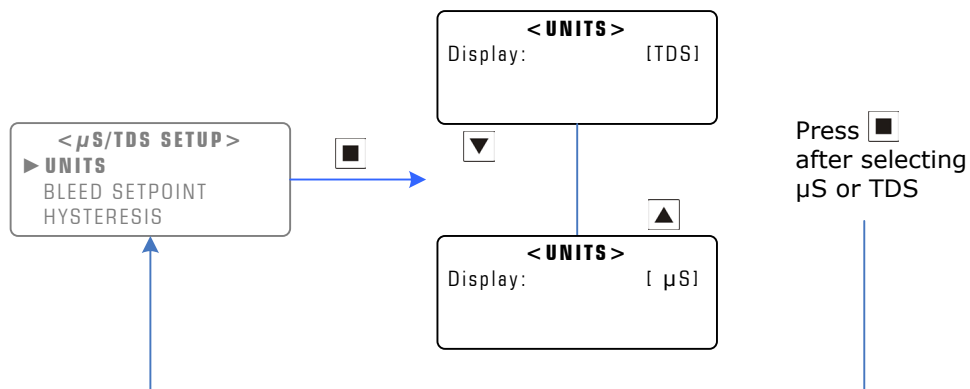 <UNITS>
Display: [TDS]
<µS/TDS SETUP>
►UNITS
BLEED SETPOINT
HYSTERESIS
■
▼
Press ■
after selecting
µS or TDS
▲
<UNITS>
Display: [ µS]